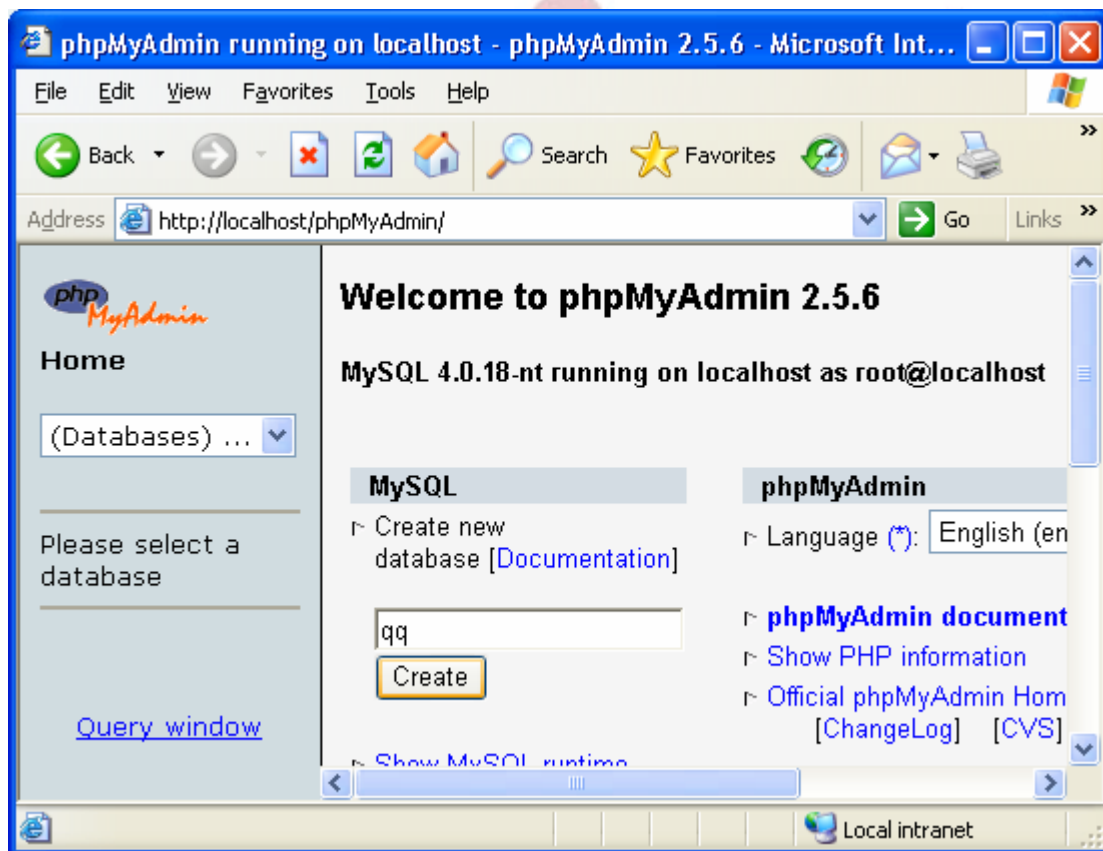 phpMyAdmin running on localhost - phpMyAdmin 2.5.6 - Microsoft Int...
File Edit View Favorites Tools Help
Back Search Favorites »
Address http://localhost/phpMyAdmin/ Go Links »
php
MyAdmin
Home
(Databases) ...
Please select a
database
Query window
Welcome to phpMyAdmin 2.5.6
MySQL 4.0.18-nt running on localhost as root@localhost
MySQL
Create new
database [Documentation]
qq
Create
Show MySQL runtime
phpMyAdmin
Language (*): English (en
phpMyAdmin document
Show PHP information
Official phpMyAdmin Hom
[ChangeLog] [CVS]
Local intranet